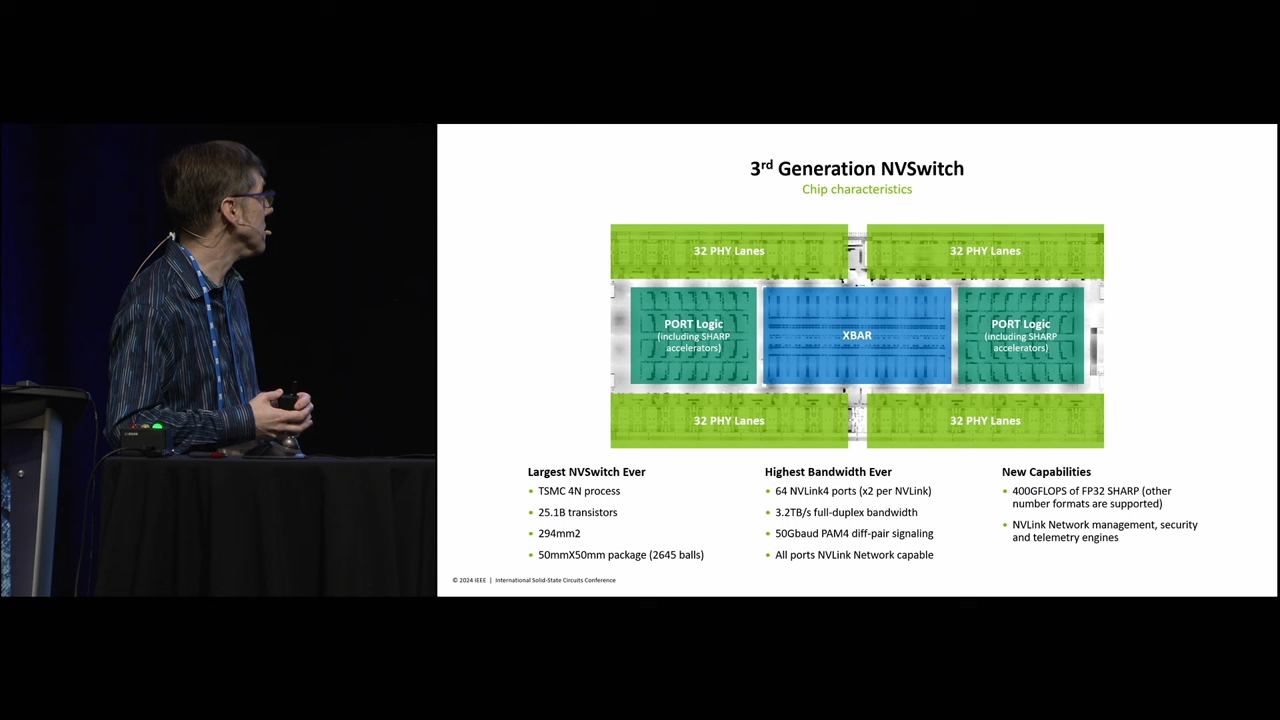 3rd Generation NVSwitch
Chip characteristics
32 PHY Lanes
32 PHY Lanes
PORT Logic
(including SHARP
accelerators)
XBAR
PORT Logic
(including SHARP
accelerators)
32 PHY Lanes
32 PHY Lanes
Largest NVSwitch Ever
• TSMC 4N process
• 25.1B transistors
• 294mm2
• 50mmX50mm package (2645 balls)
Highest Bandwidth Ever
• 64 NVLink4 ports (x2 per NVLink)
• 3.2TB/s full-duplex bandwidth
• 50Gbaud PAM4 diff-pair signaling
• All ports NVLink Network capable
New Capabilities
• 400GFLOPS of FP32 SHARP (other
number formats are supported)
• NVLink Network management, security
and telemetry engines
© 2024 IEEE | International Solid-State Circuits Conference